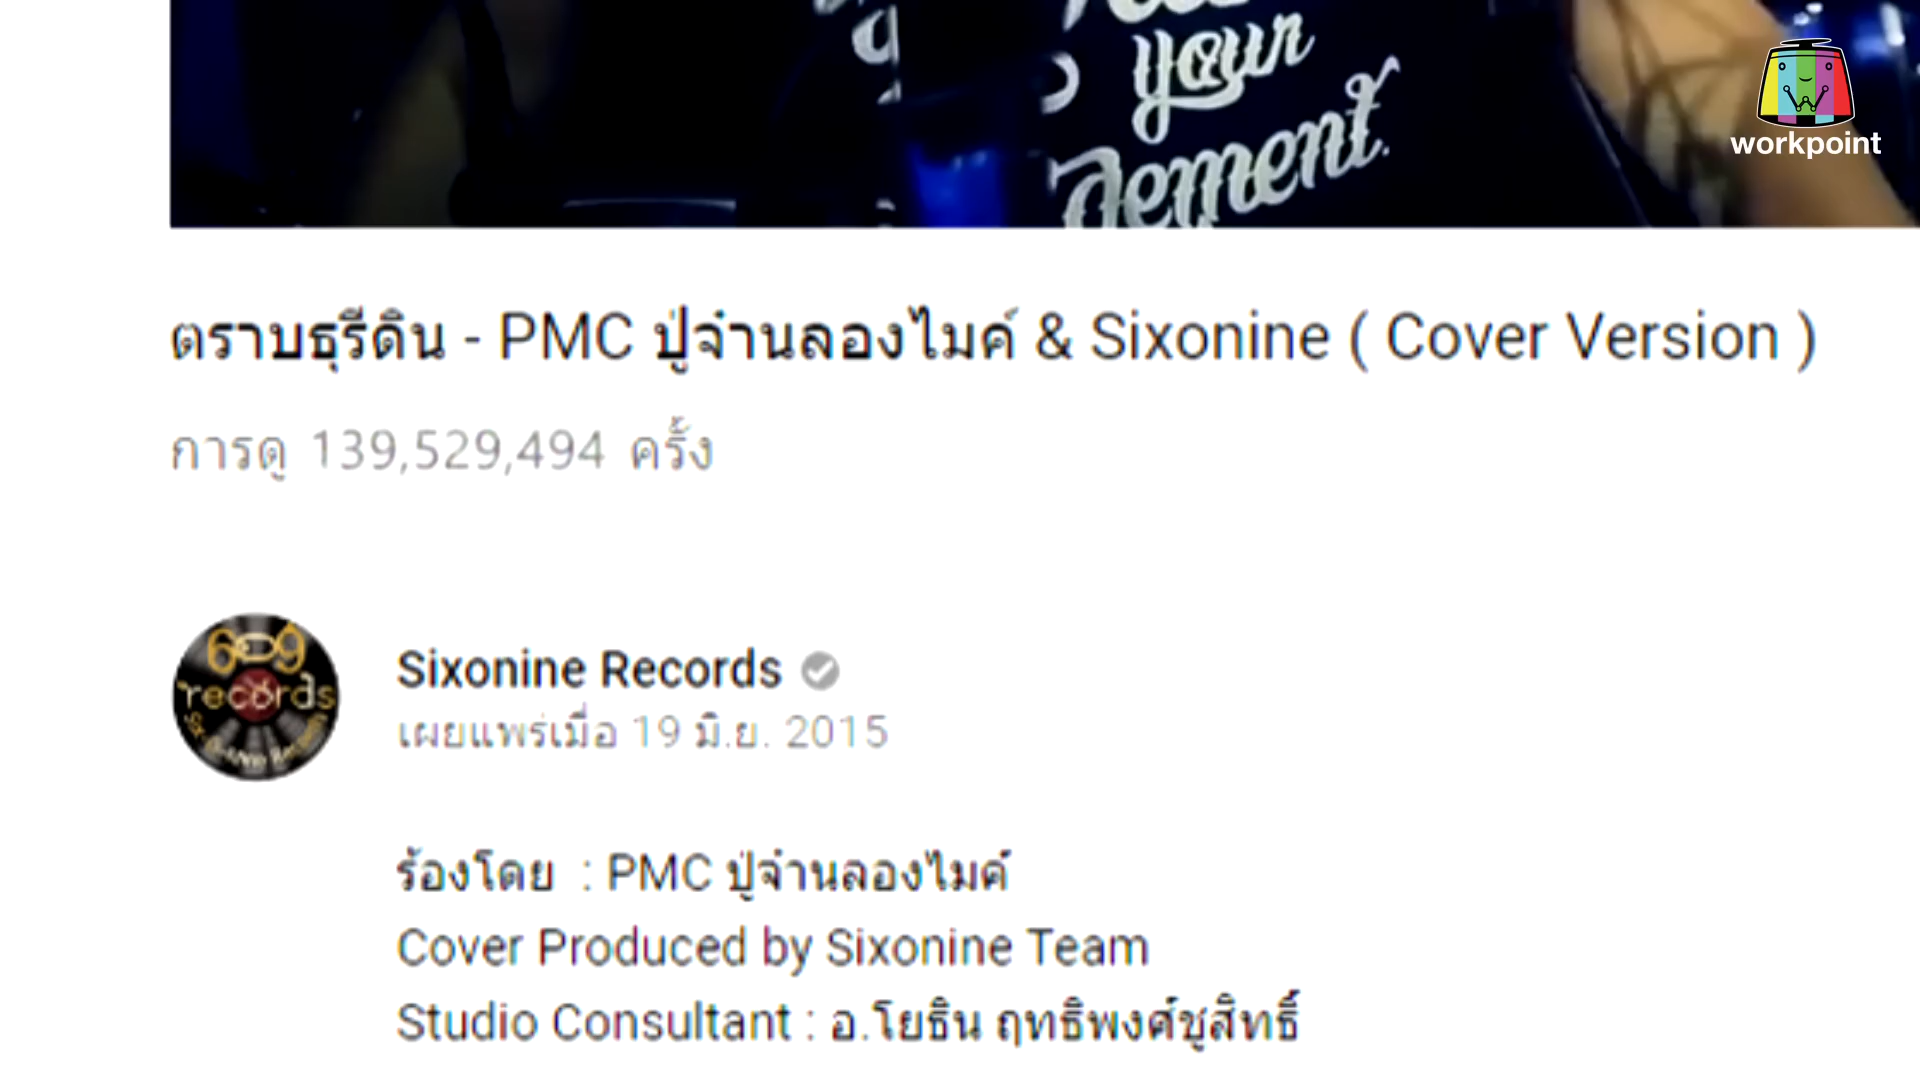 your
workpoint
ตราบธุรีดิน - PMC ปู่จ๋านลองไมค์ & Sixonine ( Cover Version )
การดู 139,529,494 ครั้ง
609
records
Sixonine Records
เผยแพร่เมื่อ 19 มิ.ย. 2015
ร้องโดย : PMC ปู่จ๋านลองไมค์
Cover Produced by Sixonine Team
Studio Consultant : อ.โยธิน ฤทธิพงศ์ชูสิทธิ์